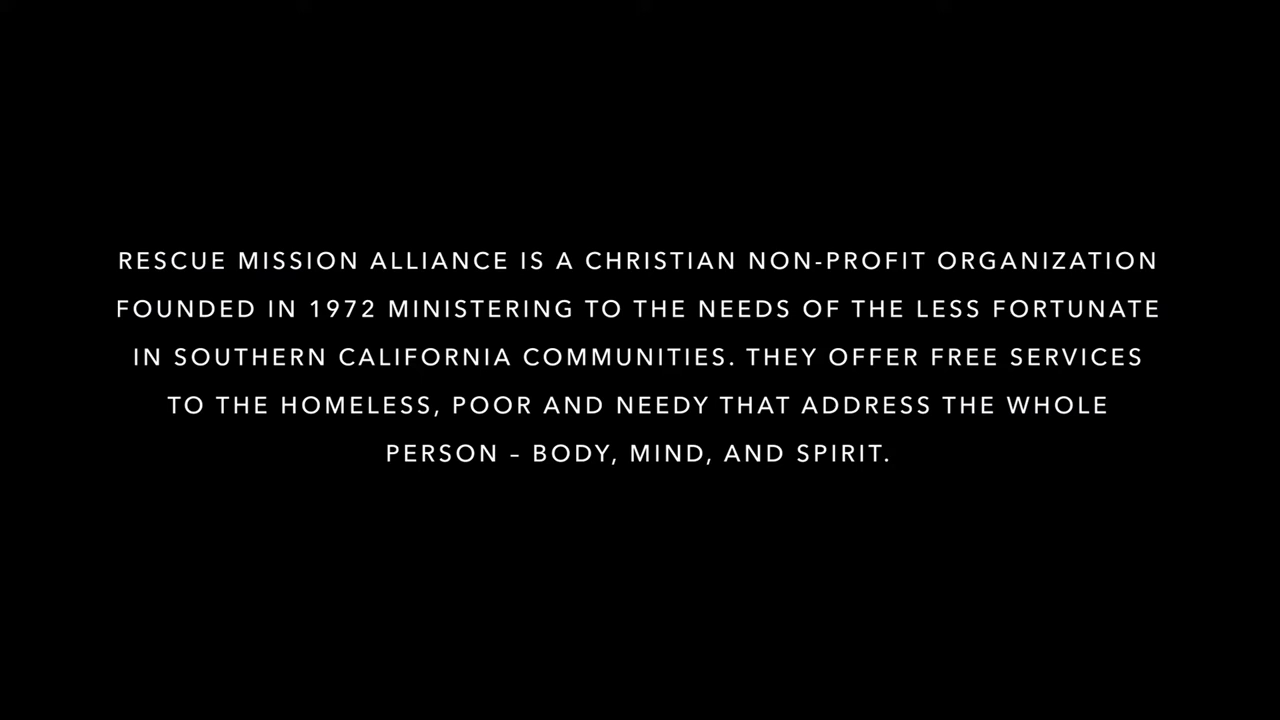 RESCUE MISSION ALLIANCE IS A CHRISTIAN NON-PROFIT ORGANIZATION
FOUNDED IN 1972 MINISTERING TO THE NEEDS OF THE LESS FORTUNATE
IN SOUTHERN CALIFORNIA COMMUNITIES. THEY OFFER FREE SERVICES
TO THE HOMELESS, POOR AND NEEDY THAT ADDRESS THE WHOLE
PERSON – BODY, MIND, AND SPIRIT.